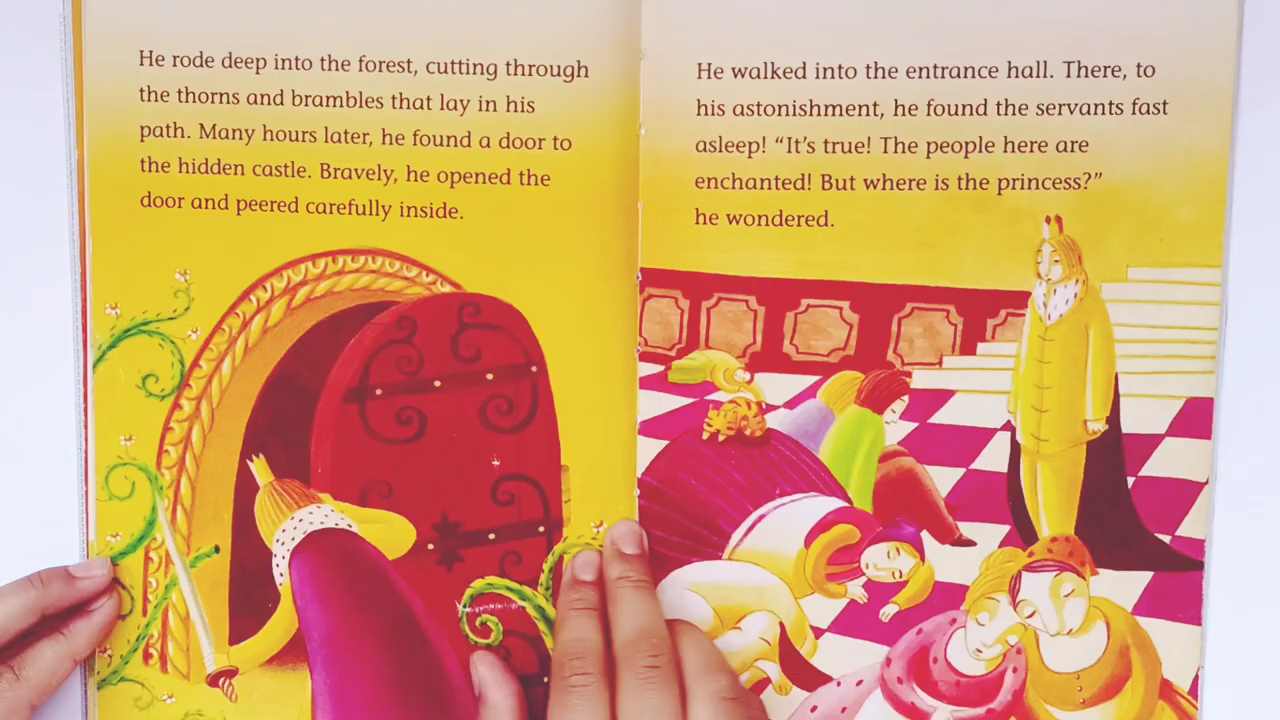 He rode deep into the forest, cutting through
the thorns and brambles that lay in his
path. Many hours later, he found a door to
the hidden castle. Bravely, he opened the
door and peered carefully inside.
He walked into the entrance hall. There, to
his astonishment, he found the servants fast
asleep! “It’s true! The people here are
enchanted! But where is the princess?”
he wondered.